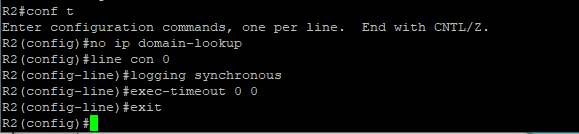 R2#conf t
Enter configuration commands, one per line.  End with CNTL/Z.
R2(config)#no ip domain-lookup
R2(config)#line con 0
R2(config-line)#logging synchronous
R2(config-line)#exec-timeout 0 0
R2(config-line)#exit
R2(config)#